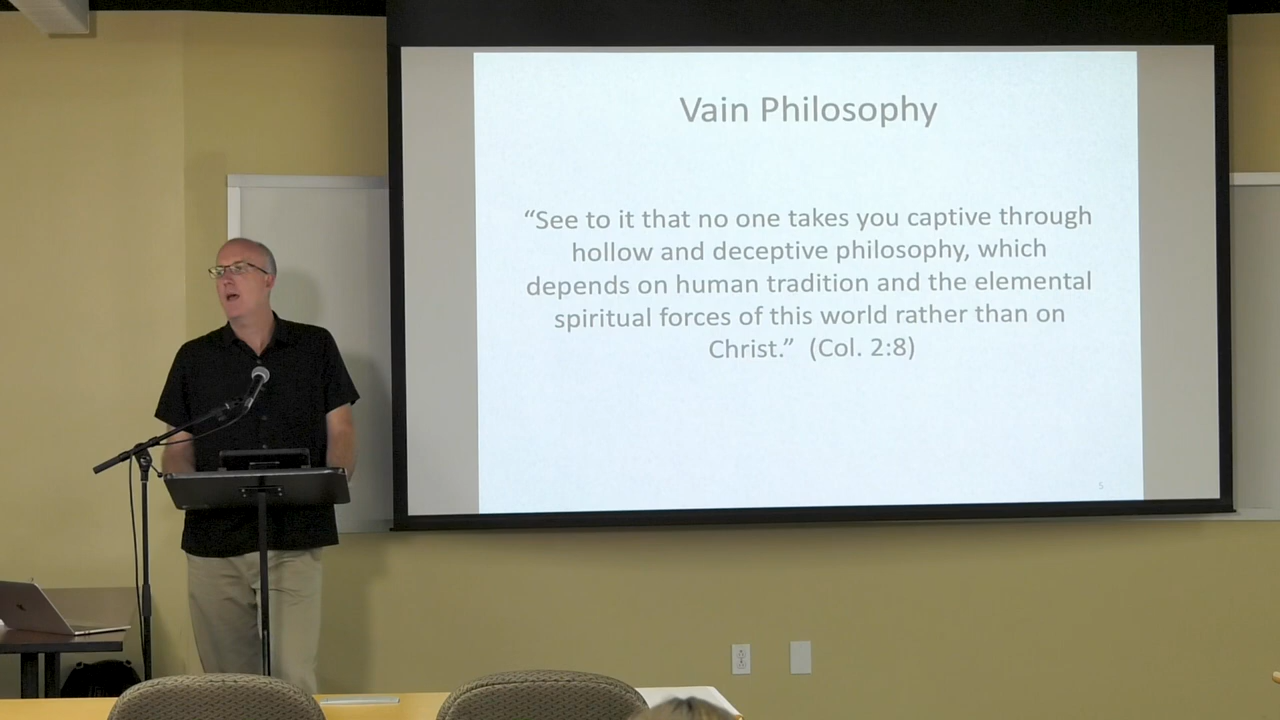 Vain Philosophy
“See to it that no one takes you captive through
hollow and deceptive philosophy, which
depends on human tradition and the elemental
spiritual forces of this world rather than on
Christ.”  (Col. 2:8)
5